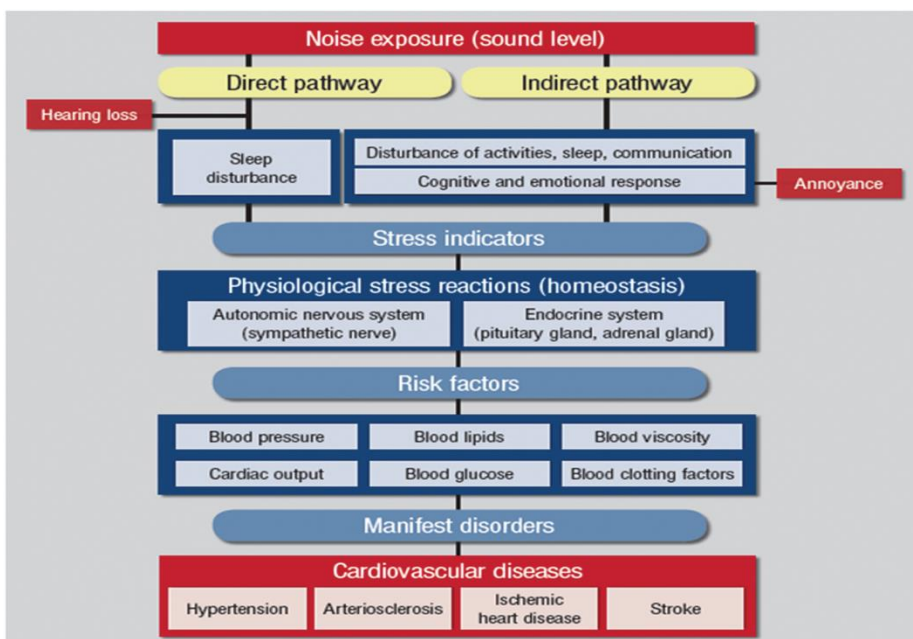 Noise exposure (sound level)
Direct pathway
Indirect pathway
Hearing loss
Sleep
disturbance
Disturbance of activities, sleep, communication
Cognitive and emotional response
Annoyance
Stress indicators
Physiological stress reactions (homeostasis)
Autonomic nervous system
(sympathetic nerve)
Endocrine system
(pituitary gland, adrenal gland)
Risk factors
Blood pressure
Blood lipids
Blood viscosity
Cardiac output
Blood glucose
Blood clotting factors
Manifest disorders
Cardiovascular diseases
Hypertension
Arteriosclerosis
Ischemic
heart disease
Stroke